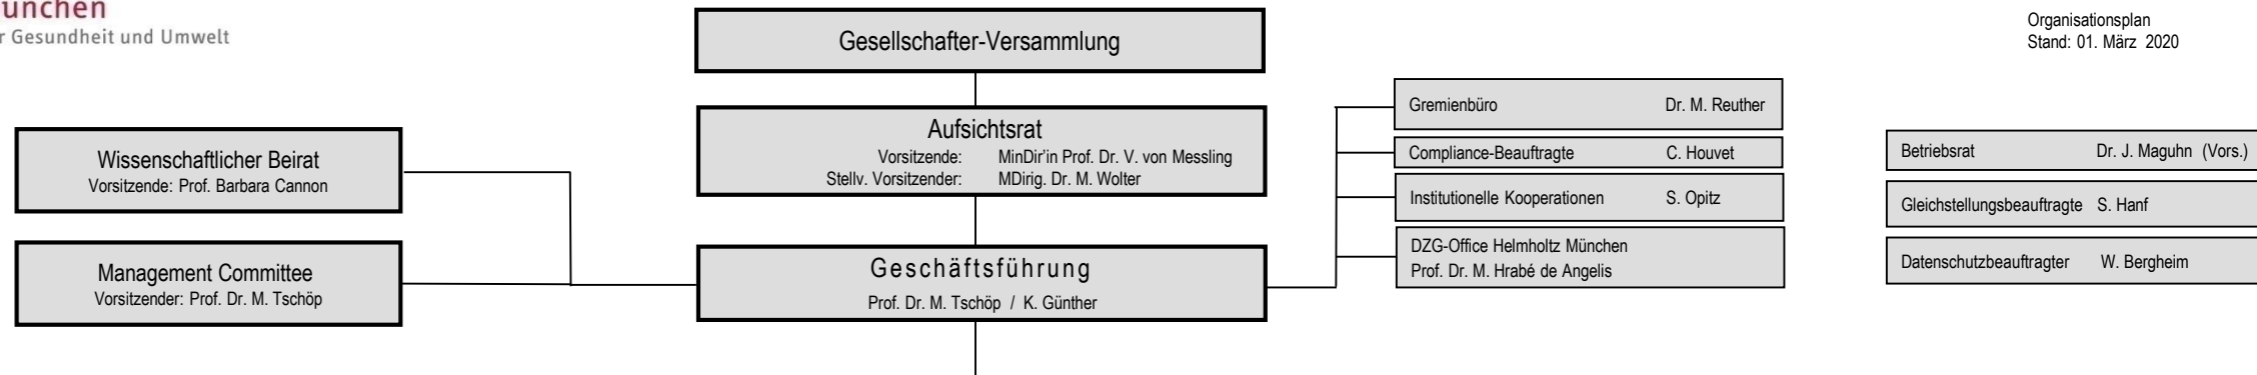 r Gesundheit und Umwelt
Organisationsplan
Stand: 01. März 2020
Gesellschafter-Versammlung
Aufsichtsrat
Vorsitzende: MinDir'in Prof. Dr. V. von Messling
Stellv. Vorsitzender: MDirig. Dr. M. Wolter
Wissenschaftlicher Beirat
Vorsitzende: Prof. Barbara Cannon
Management Committee
Vorsitzender: Prof. Dr. M. Tschöp
Geschäftsführung
Prof. Dr. M. Tschöp / K. Günther
Gremienbüro Dr. M. Reuther
Compliance-Beauftragte C. Houvet
Institutionelle Kooperationen S. Opitz
DZG-Office Helmholtz München
Prof. Dr. M. Hrabé de Angelis
Betriebsrat Dr. J. Maguhn (Vors.)
Gleichstellungsbeauftragte S. Hanf
Datenschutzbeauftragter W. Bergheim